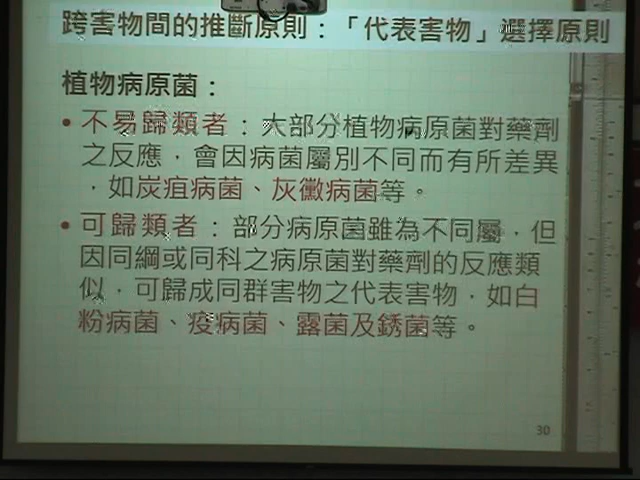 跨害物間的推斷原則：「代表害物」選擇原則
植物病原菌：
• 不易歸類者：大部分植物病原菌對藥劑
之反應，會因病菌屬別不同而有所差異
，如炭疽病菌、灰黴病菌等。
• 可歸類者：部分病原菌雖為不同屬，但
因同綱或同科之病原菌對藥劑的反應類
似，可歸成同群害物之代表害物，如白
粉病菌、疫病菌、露菌及銹菌等。
30